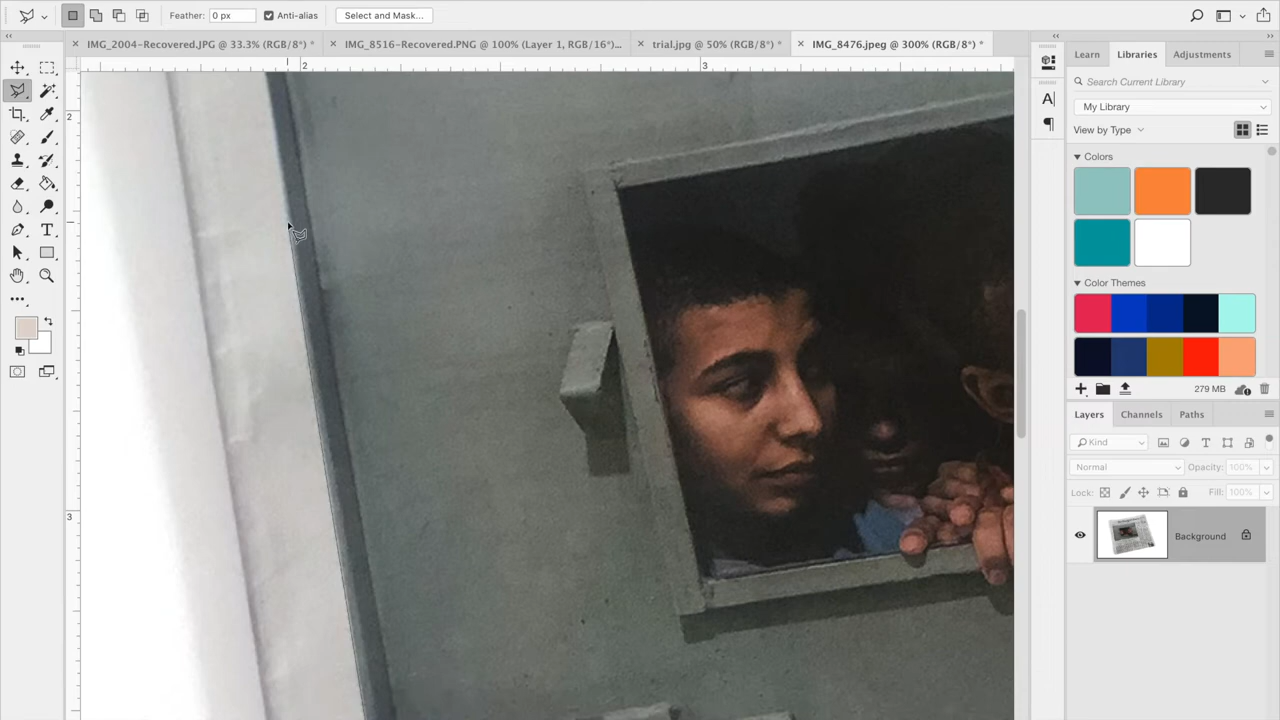 Feather: 0 px Anti-alias Select and Mask...
IMG_2004-Recovered.JPG @ 33.3% (RGB/8*) * IMG_8516-Recovered.PNG @ 100% (Layer 1, RGB/16*)... trial.jpg @ 50% (RGB/8*) * IMG_8476.jpeg @ 300% (RGB/8*) *
2 3
2
3
Learn Libraries Adjustments
Search Current Library
My Library
View by Type
Colors
Color Themes
279 MB
Layers Channels Paths
Kind
Normal Opacity: 100%
Lock: Fill: 100%
Background